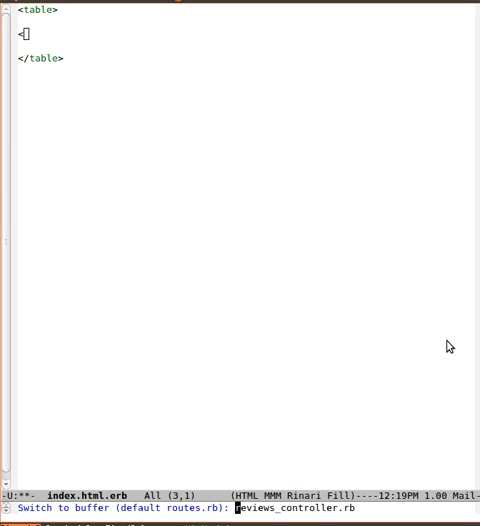 <table>
<
</table>
-U:**-  index.html.erb   All (3,1)      (HTML MMM Rinari Fill)----12:19PM 1.00 Mail-
Switch to buffer (default routes.rb): reviews_controller.rb